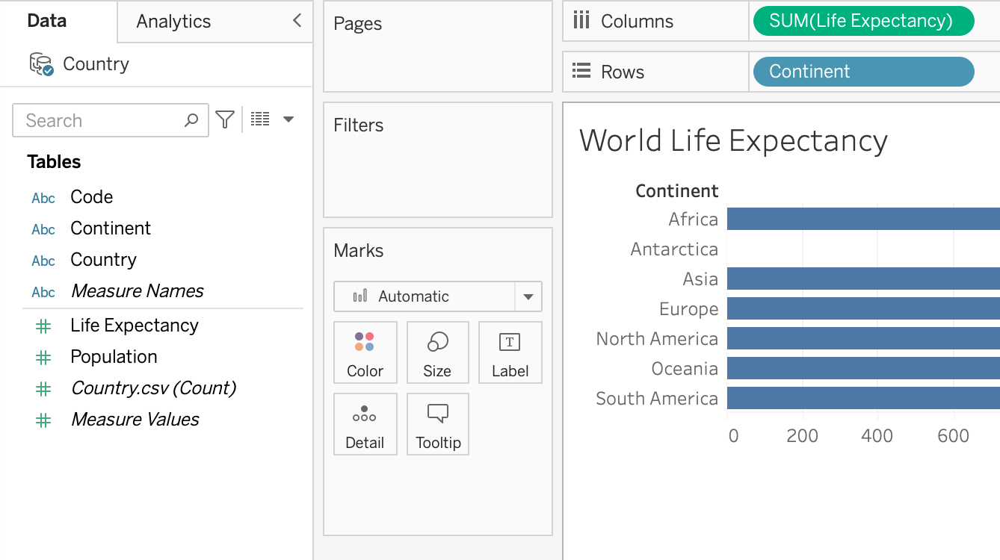 Data
Analytics
Country
Search
Tables
Abc Code
Abc Continent
Abc Country
Abc Measure Names
Life Expectancy
Population
Country.csv (Count)
Measure Values
Pages
Filters
Marks
Automatic
Color Size T Label
Detail Tooltip
Columns SUM(Life Expectancy)
Rows Continent
World Life Expectancy
Continent
Africa
Antarctica
Asia
Europe
North America
Oceania
South America
0 200 400 600